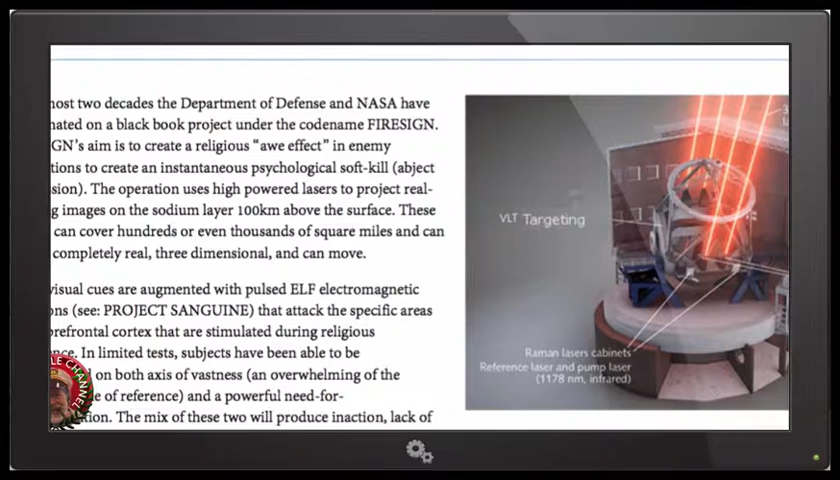 most two decades the Department of Defense and NASA have
nated on a black book project under the codename FIRESIGN.
GN's aim is to create a religious "awe effect" in enemy
tions to create an instantaneous psychological soft-kill (abject
sion). The operation uses high powered lasers to project real-
g images on the sodium layer 100km above the surface. These
can cover hundreds or even thousands of square miles and can
completely real, three dimensional, and can move.
visual cues are augmented with pulsed ELF electromagnetic
ons (see: PROJECT SANGUINE) that attack the specific areas
prefrontal cortex that are stimulated during religious
nce. In limited tests, subjects have been able to be
on both axis of vastness (an overwhelming of the
e of reference) and a powerful need-for-
tion. The mix of these two will produce inaction, lack of
VLT Targeting
Raman lasers cabinets
Reference laser and pump laser
(1178 nm, infrared)
LE CHANNEL